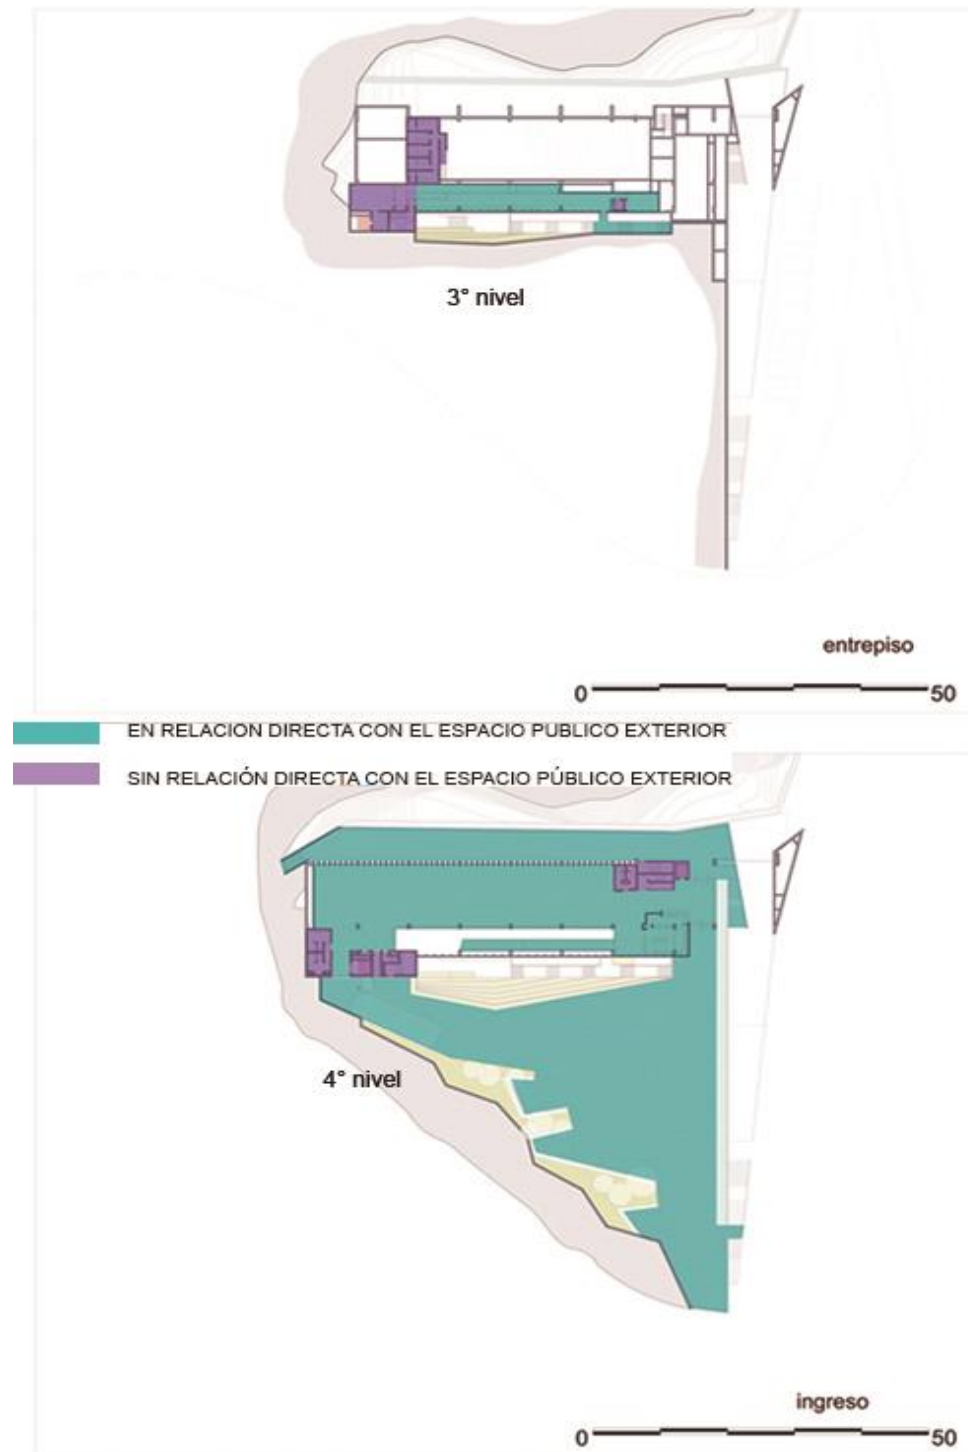 3° nivel
entrepiso
0 50
EN RELACION DIRECTA CON EL ESPACIO PUBLICO EXTERIOR
SIN RELACIÓN DIRECTA CON EL ESPACIO PÚBLICO EXTERIOR
4° nivel
ingreso
0 50